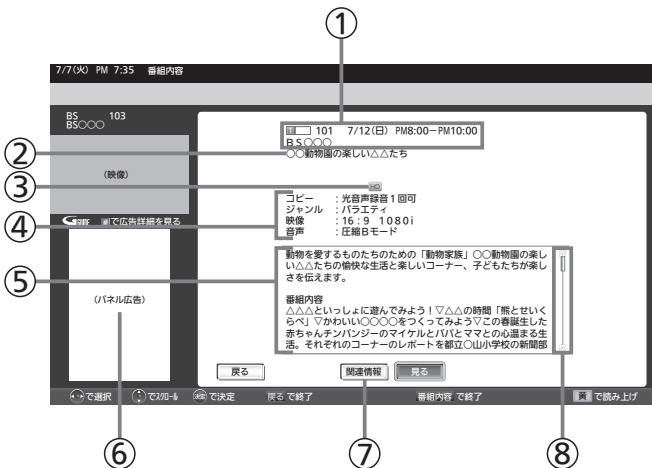 ①
7/7(火) PM 7:35 番組内容
BS 103
BS○○○
101 7/12(日) PM8:00−PM10:00
BS○○○
②
○○動物園の楽しい△△たち
(映像)
③
HD
④
コピー :光音声録音1回可
ジャンル :バラエティ
映像 :16:9 1080i
音声 :圧縮Bモード
G GUIDE dで広告詳細を見る
⑤
動物を愛するものたちのための「動物家族」○○動物園の楽し
い△△たちの愉快な生活と楽しいコーナー、子どもたちが楽し
さを伝えます。
番組内容
△△△といっしょに遊んでみよう!▽△△の時間「熊とせいく
らべ」▽かわいい○○○○をつくってみよう▽この春誕生した
赤ちゃんチンパンジーのマイケルとパパとママとの心温まる生
活。それぞれのコーナーのレポートを都立○山小学校の新聞部
(パネル広告)
戻る 関連情報 見る
で選択 でスクロール 決定 で決定 戻る で終了 番組内容 で終了 黄 で読み上げ
⑥ ⑦ ⑧